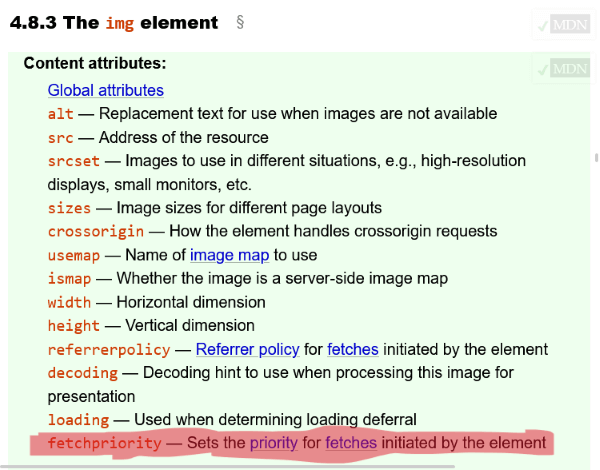 4.8.3 The img element §
✓ MDN
Content attributes:
✓ MDN
Global attributes
alt — Replacement text for use when images are not available
src — Address of the resource
srcset — Images to use in different situations, e.g., high-resolution
displays, small monitors, etc.
sizes — Image sizes for different page layouts
crossorigin — How the element handles crossorigin requests
usemap — Name of image map to use
ismap — Whether the image is a server-side image map
width — Horizontal dimension
height — Vertical dimension
referrerpolicy — Referrer policy for fetches initiated by the element
decoding — Decoding hint to use when processing this image for
presentation
loading — Used when determining loading deferral
fetchpriority — Sets the priority for fetches initiated by the element